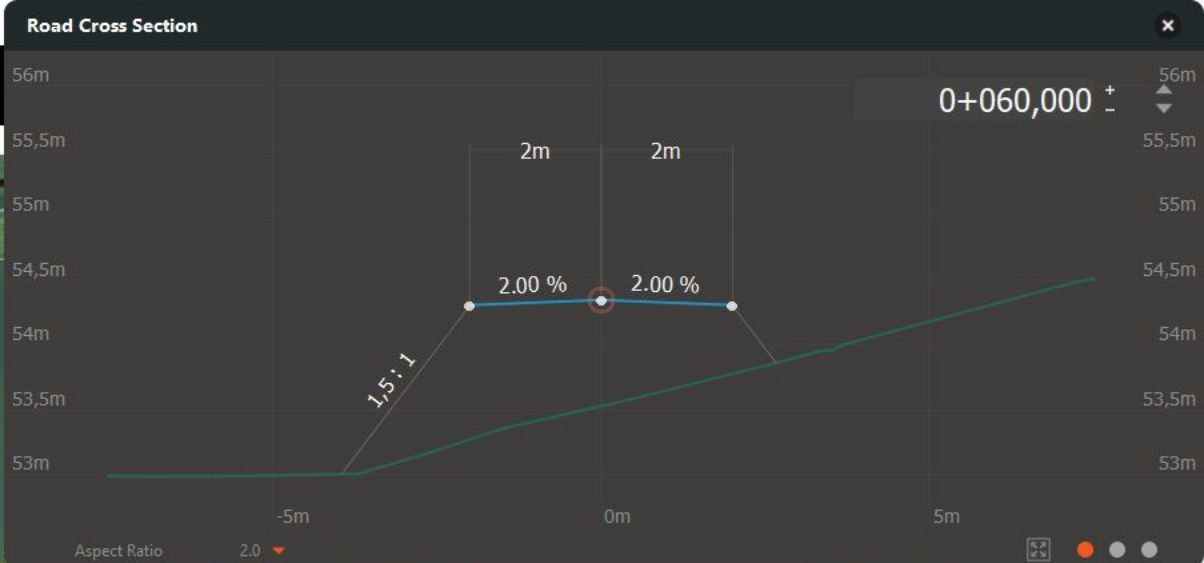 Road Cross Section
56m 56m
0+060,000 + −
55,5m 2m 2m 55,5m
55m 55m
54,5m 2.00 % 2.00 % 54,5m
54m 54m
1,5 : 1
53,5m 53,5m
53m 53m
-5m 0m 5m
Aspect Ratio 2.0